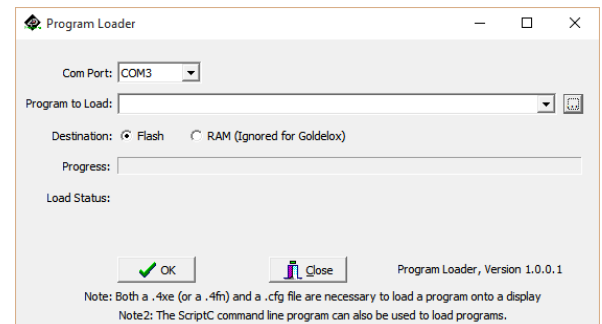 Program Loader
Com Port: COM3
Program to Load:
Destination: Flash RAM (Ignored for Goldelox)
Progress:
Load Status:
OK Close Program Loader, Version 1.0.0.1
Note: Both a .4xe (or a .4fn) and a .cfg file are necessary to load a program onto a display
Note2: The ScriptC command line program can also be used to load programs.